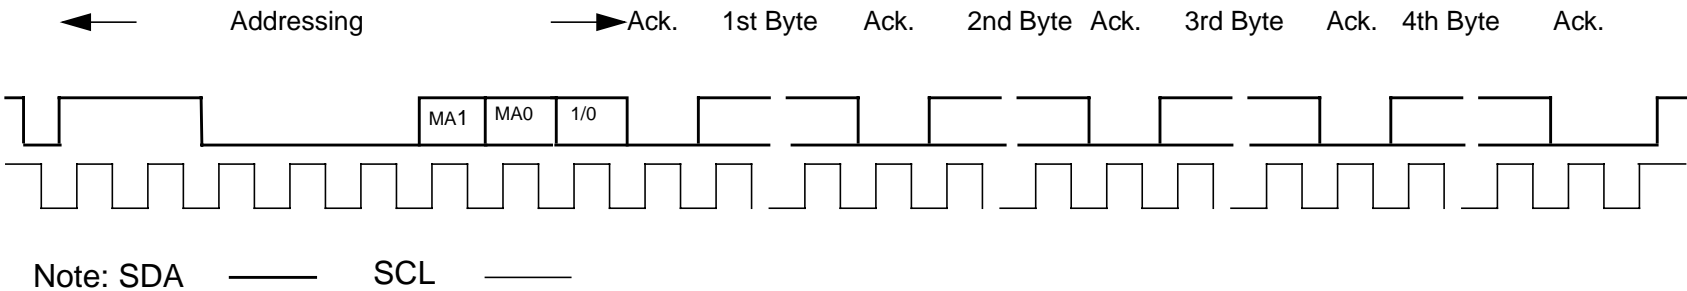 Addressing Ack. 1st Byte Ack. 2nd Byte Ack. 3rd Byte Ack. 4th Byte Ack.
MA1 MA0 1/0
Note: SDA SCL